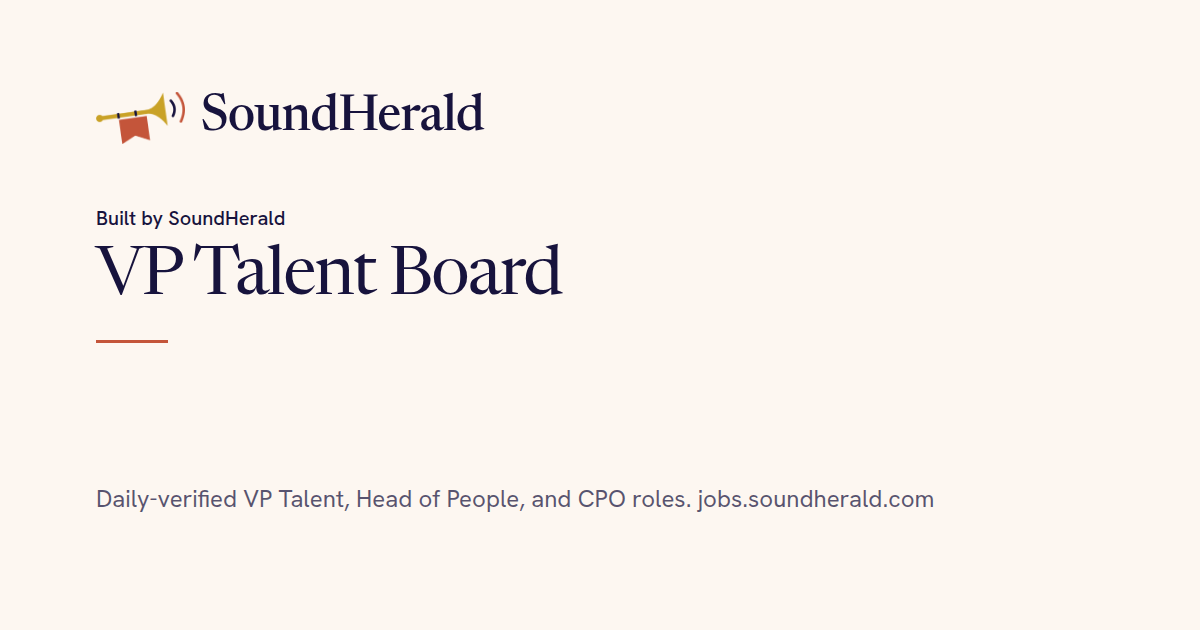 SoundHerald
Built by SoundHerald
VP Talent Board
Daily-verified VP Talent, Head of People, and CPO roles. jobs.soundherald.com